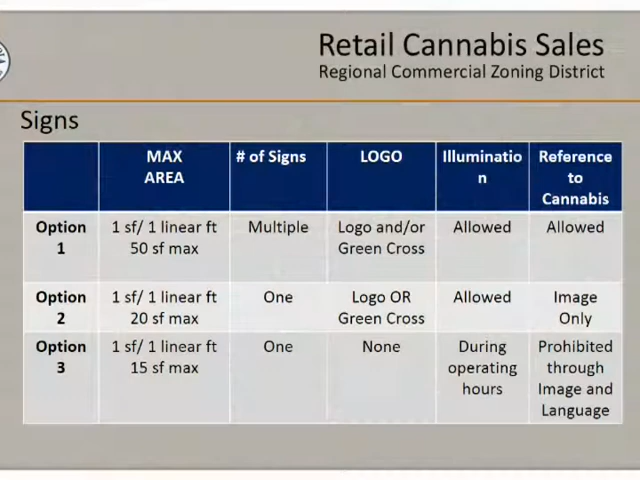 Retail Cannabis Sales
Regional Commercial Zoning District
Signs
MAX
AREA
# of Signs
LOGO
Illuminatio
n
Reference
to
Cannabis
Option
1
1 sf/ 1 linear ft
50 sf max
Multiple
Logo and/or
Green Cross
Allowed
Allowed
Option
2
1 sf/ 1 linear ft
20 sf max
One
Logo OR
Green Cross
Allowed
Image
Only
Option
3
1 sf/ 1 linear ft
15 sf max
One
None
During
operating
hours
Prohibited
through
Image and
Language